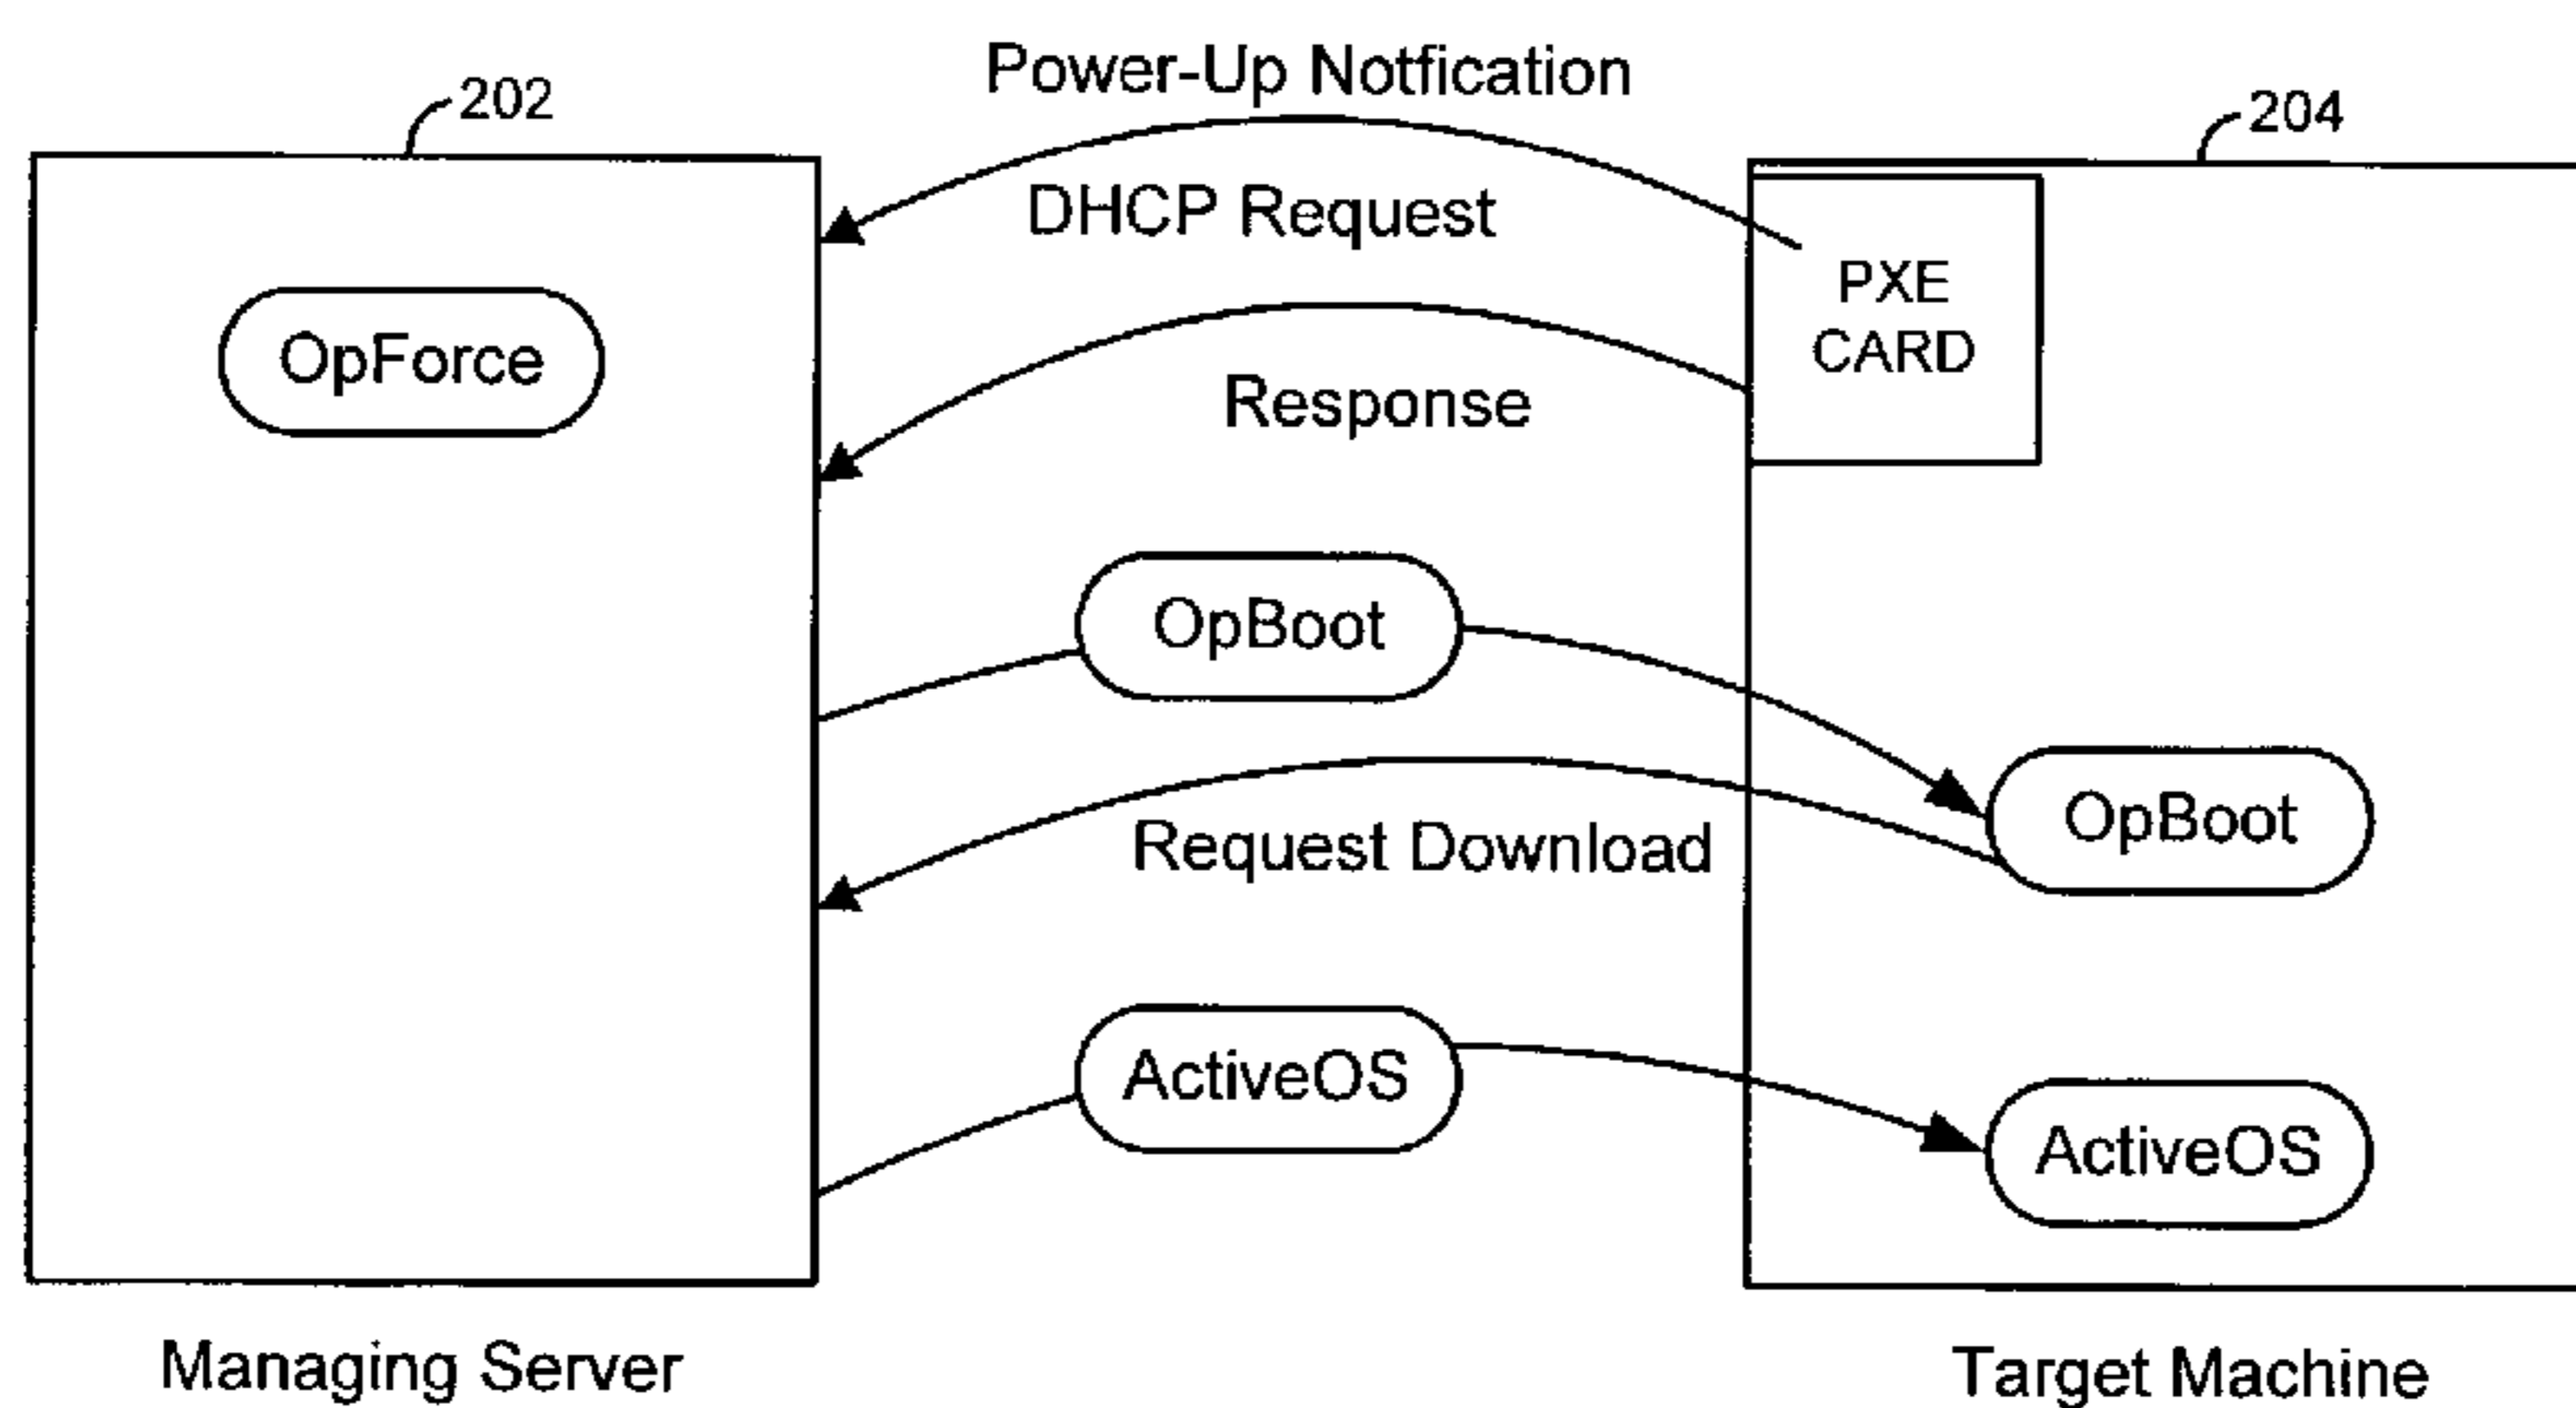 Power-Up Notfication
202
204
DHCP Request
PXE
CARD
OpForce
Response
OpBoot
OpBoot
Request Download
ActiveOS
ActiveOS
Managing Server
Target Machine